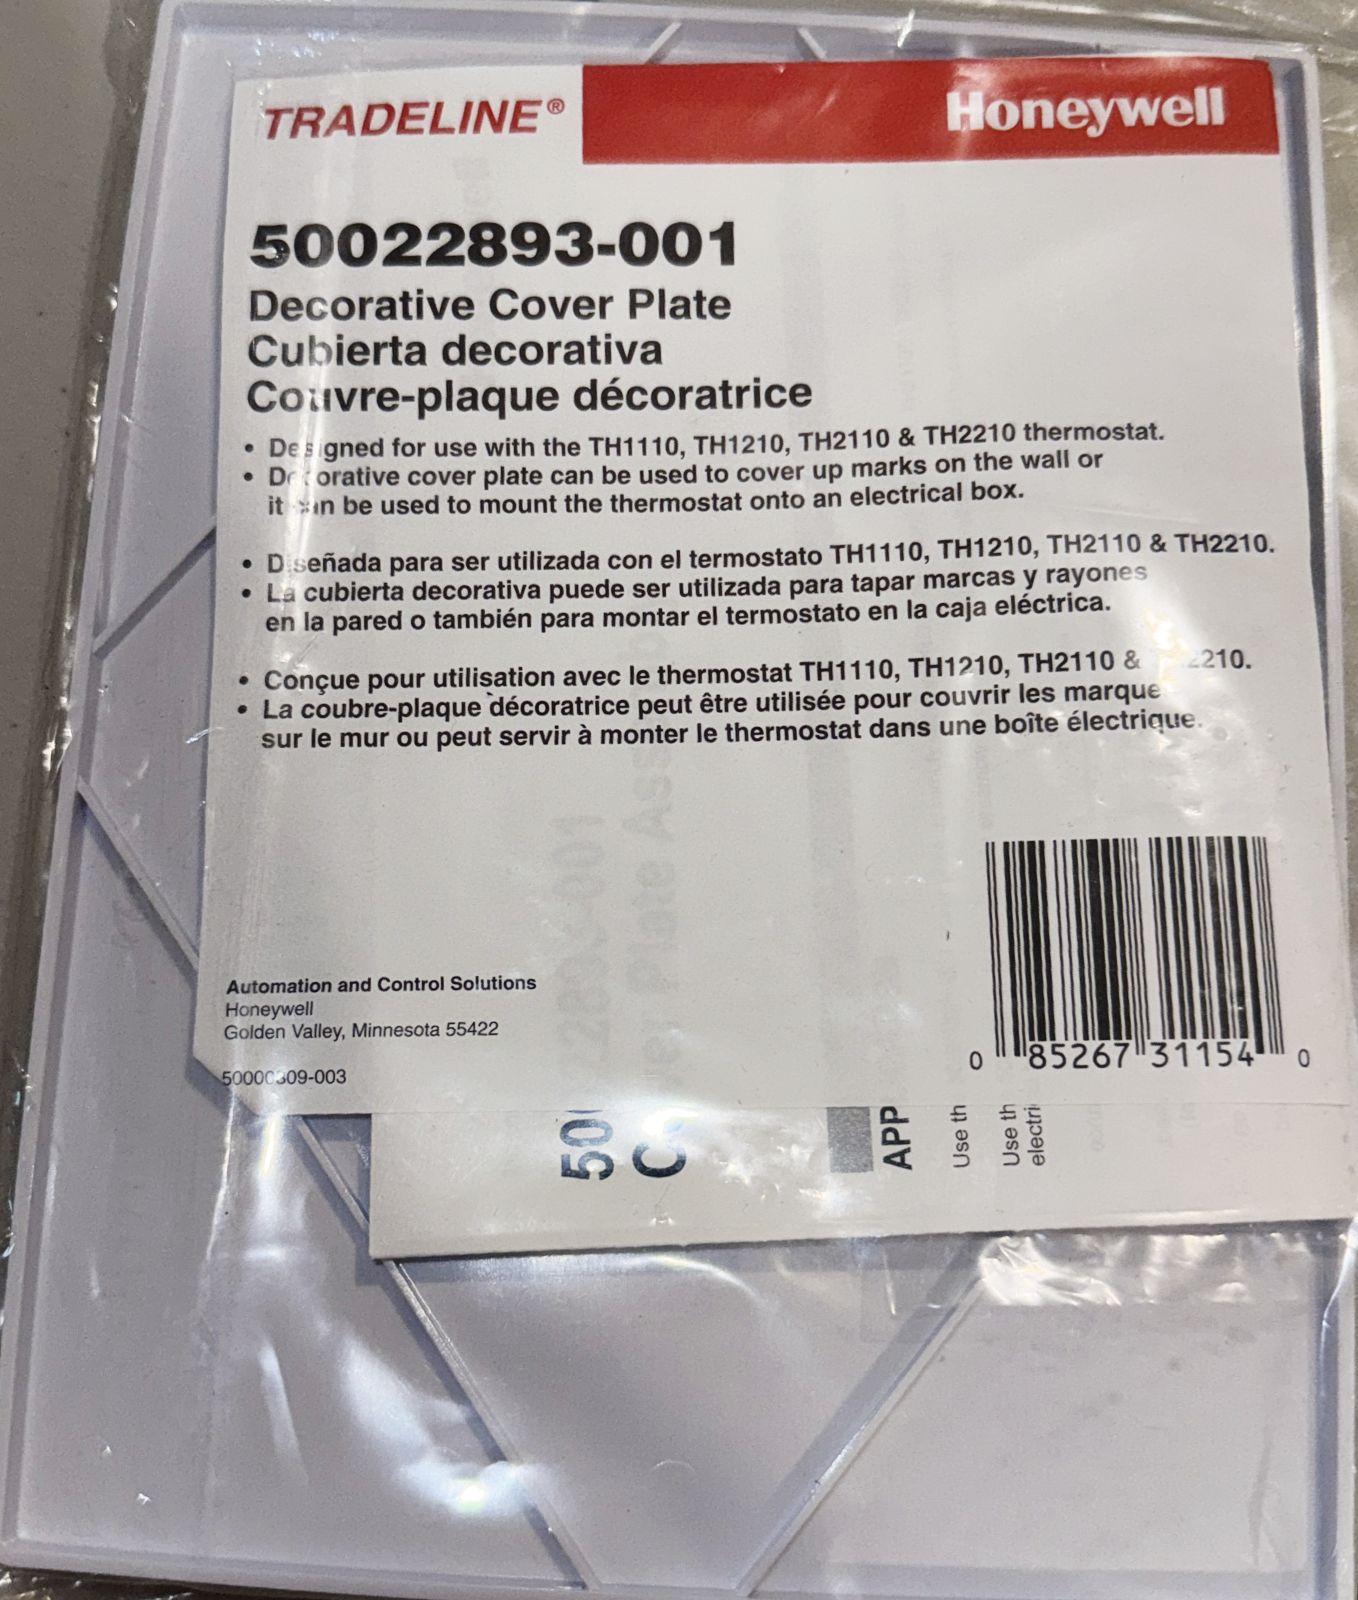 TRADELINE®
Honeywell
50022893-001
Decorative Cover Plate
Cubierta decorativa
Couvre-plaque décoratrice
• Designed for use with the TH1110, TH1210, TH2110 & TH2210 thermostat.
• Decorative cover plate can be used to cover up marks on the wall or
it can be used to mount the thermostat onto an electrical box.
• Diseñada para ser utilizada con el termostato TH1110, TH1210, TH2110 & TH2210.
• La cubierta decorativa puede ser utilizada para tapar marcas y rayones
en la pared o también para montar el termostato en la caja eléctrica.
• Conçue pour utilisation avec le thermostat TH1110, TH1210, TH2110 & TH2210.
• La coubre-plaque décoratrice peut être utilisée pour couvrir les marque
sur le mur ou peut servir à monter le thermostat dans une boîte électrique.
Automation and Control Solutions
Honeywell
Golden Valley, Minnesota 55422
0 85267 31154 0
APP
Use th
Use th
electri